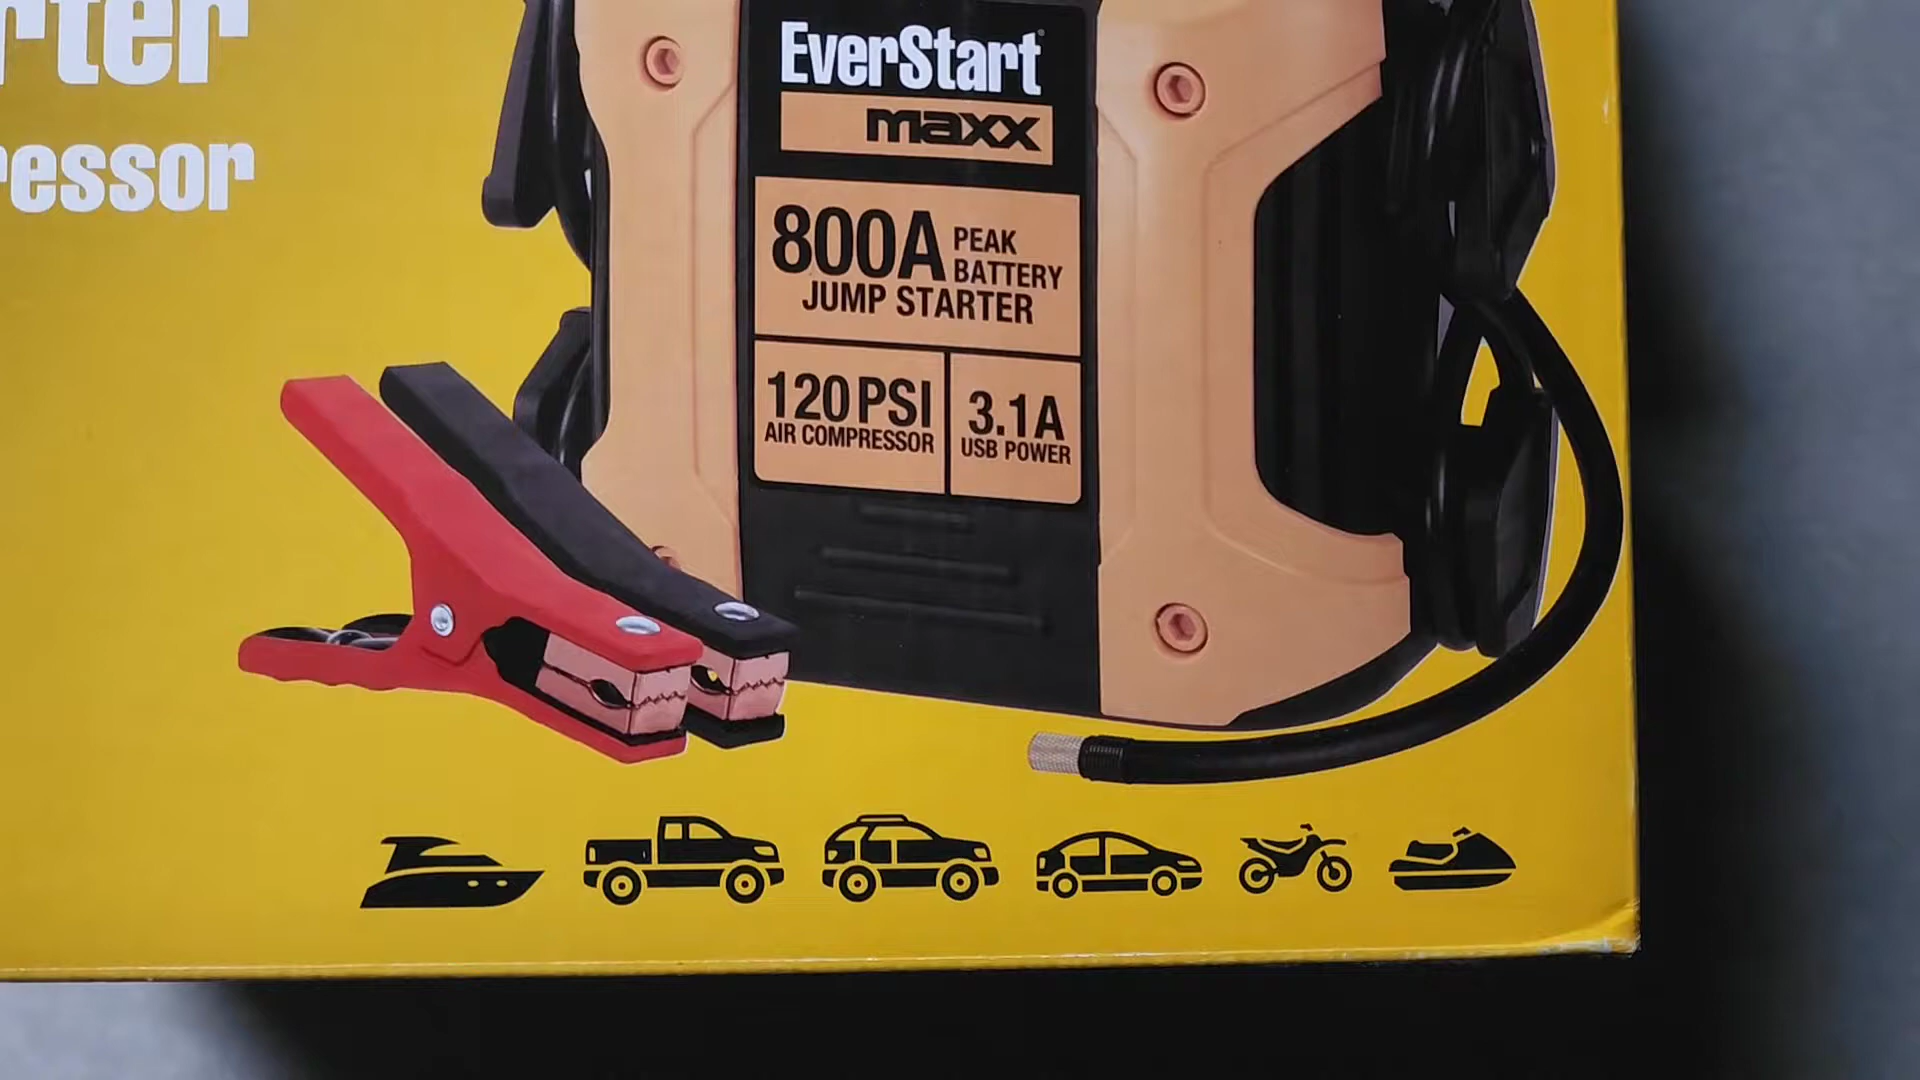 rter
ressor
EverStart
maxx
800A PEAK
BATTERY
JUMP STARTER
120 PSI
AIR COMPRESSOR
3.1A
USB POWER